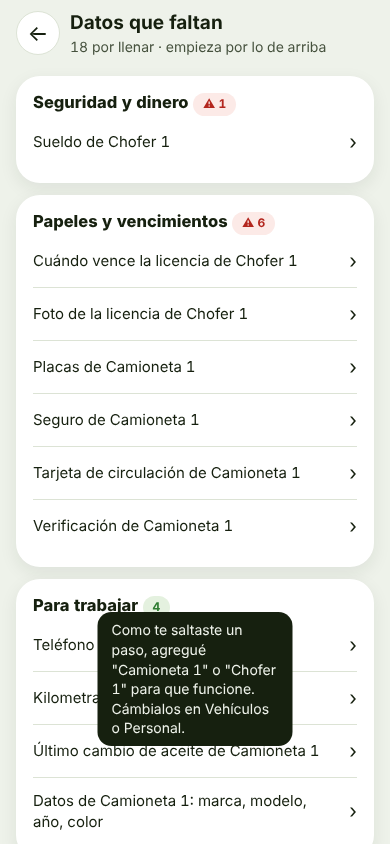 Datos que faltan
18 por llenar · empieza por lo de arriba
Seguridad y dinero ⚠ 1
Sueldo de Chofer 1
Papeles y vencimientos ⚠ 6
Cuándo vence la licencia de Chofer 1
Foto de la licencia de Chofer 1
Placas de Camioneta 1
Seguro de Camioneta 1
Tarjeta de circulación de Camioneta 1
Verificación de Camioneta 1
Para trabajar 4
Teléfono
Como te saltaste un
paso, agregué
"Camioneta 1" o "Chofer
1" para que funcione.
Cámbialos en Vehículos
o Personal.
Último cambio de aceite de Camioneta 1
Datos de Camioneta 1: marca, modelo,
año, color